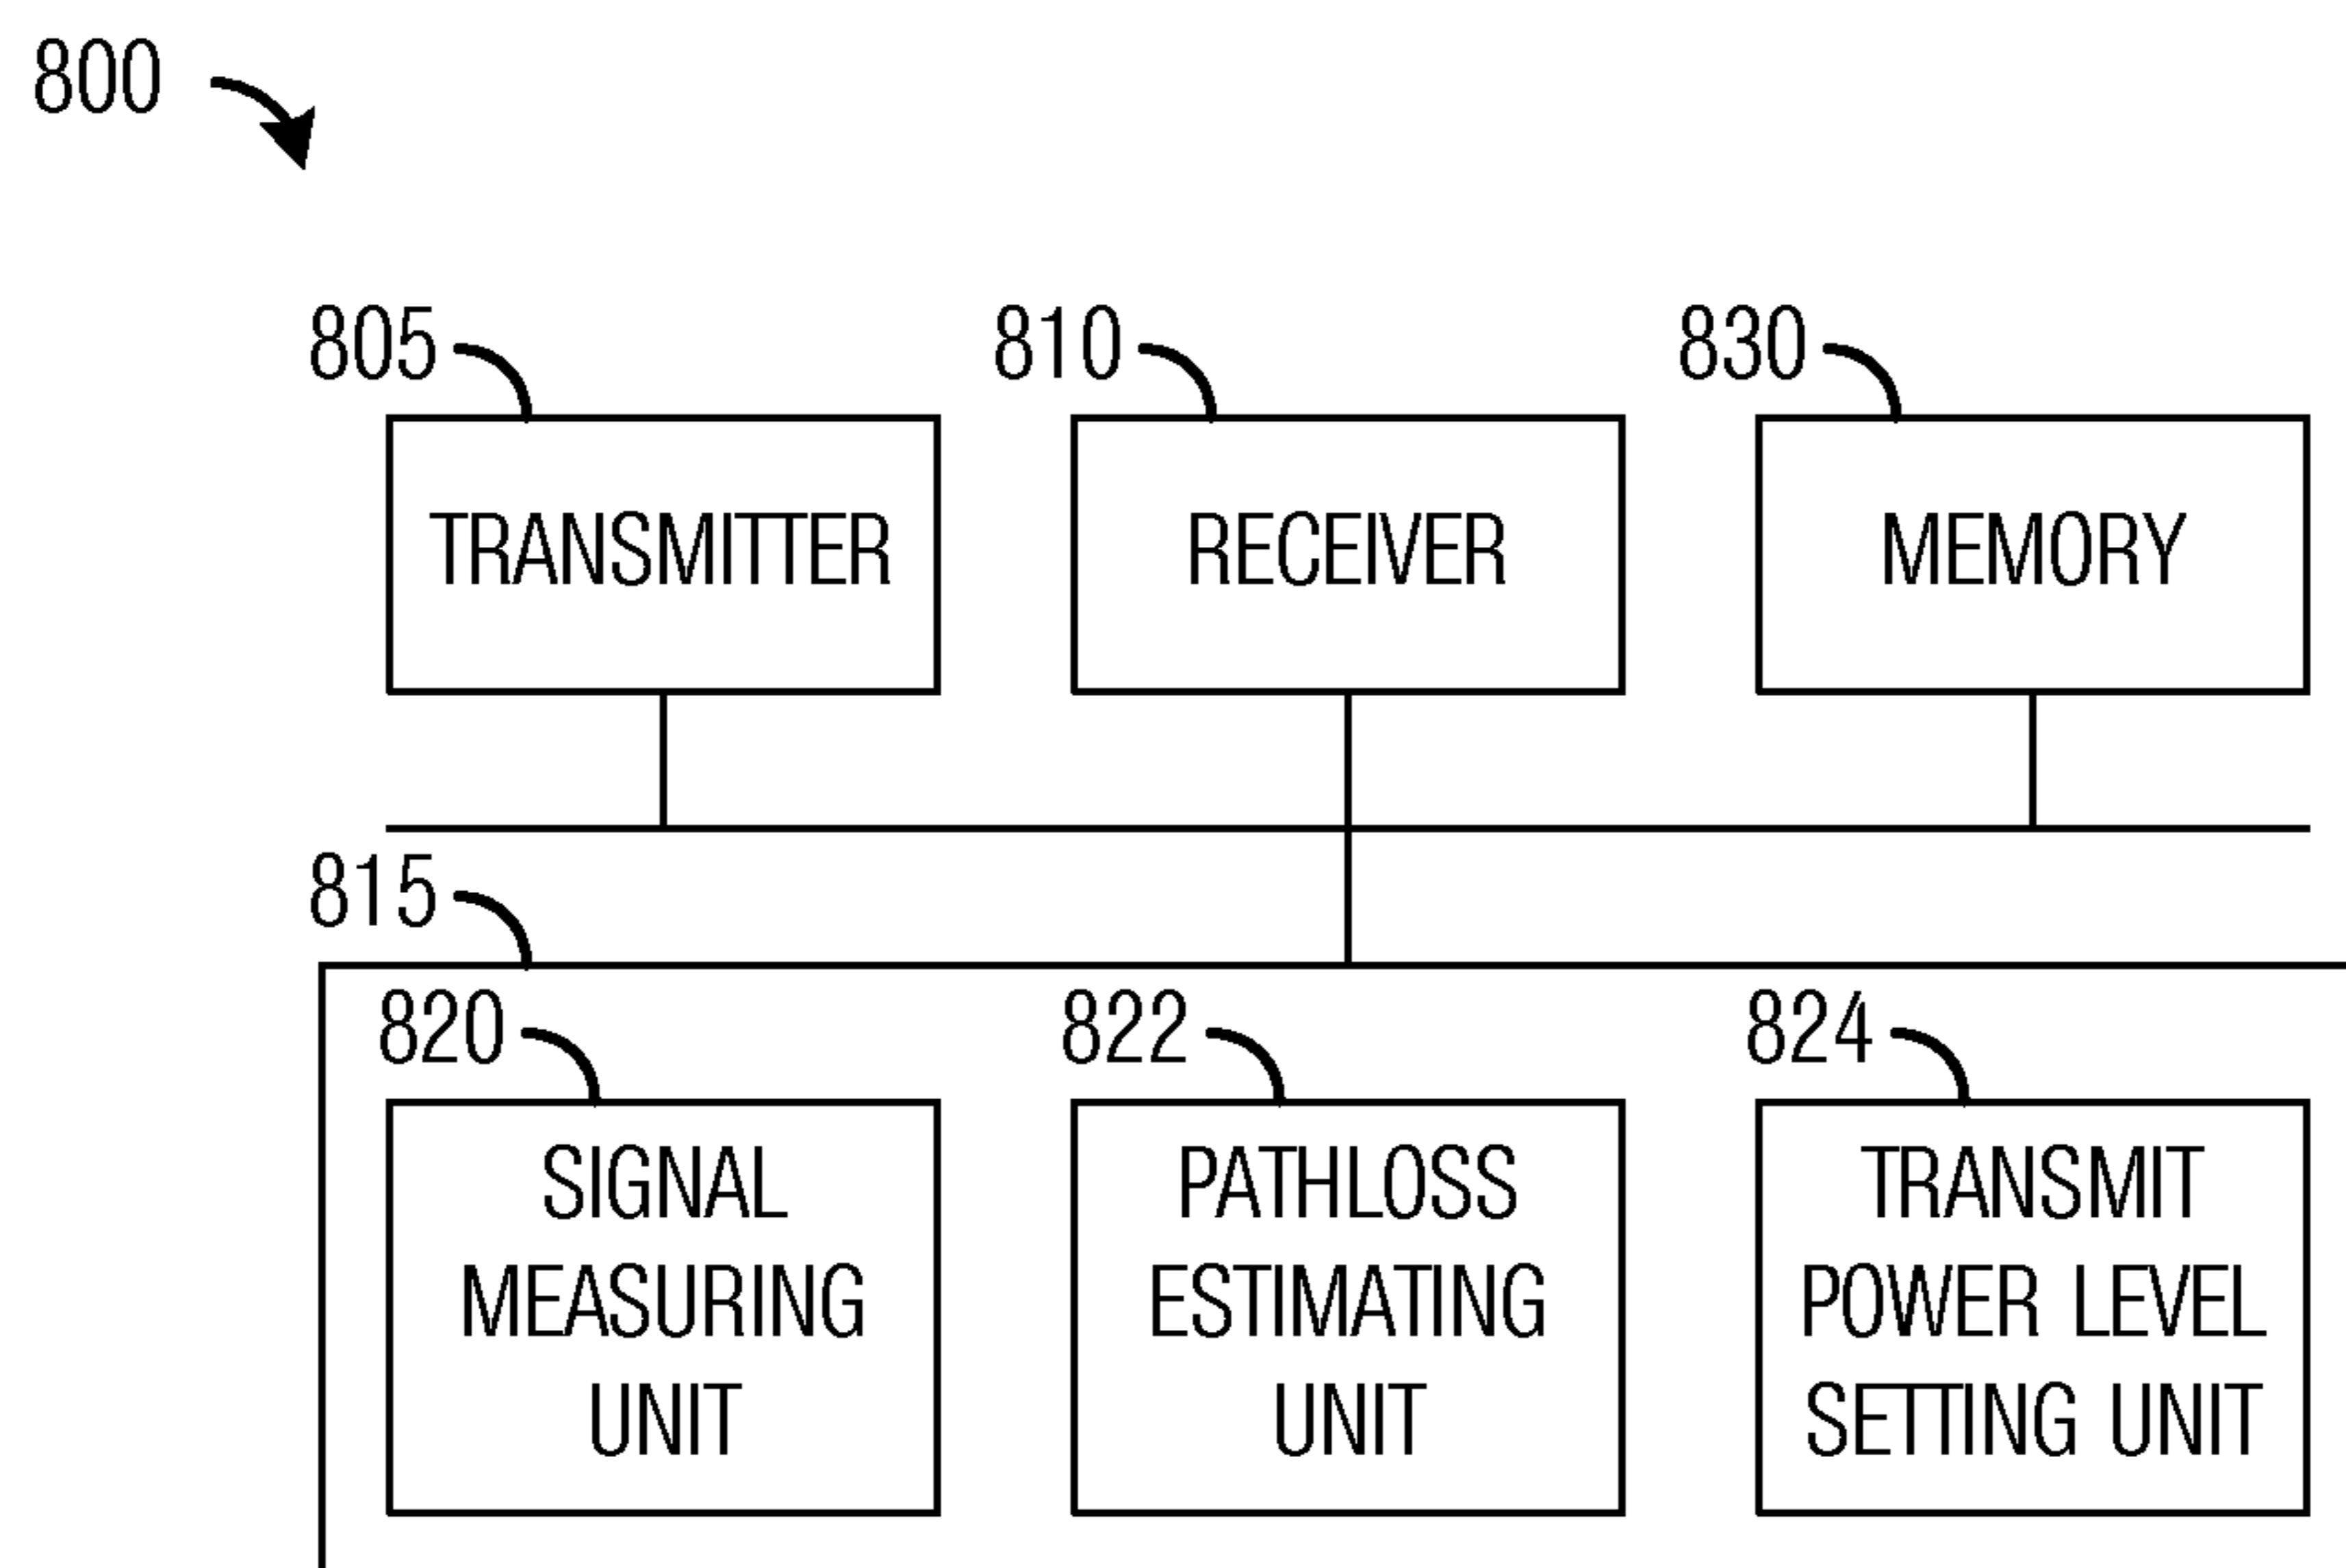 800
805
810
830
TRANSMITTER
RECEIVER
MEMORY
815
820
822
824
SIGNAL
MEASURING
UNIT
PATHLOSS
ESTIMATING
UNIT
TRANSMIT
POWER LEVEL
SETTING UNIT